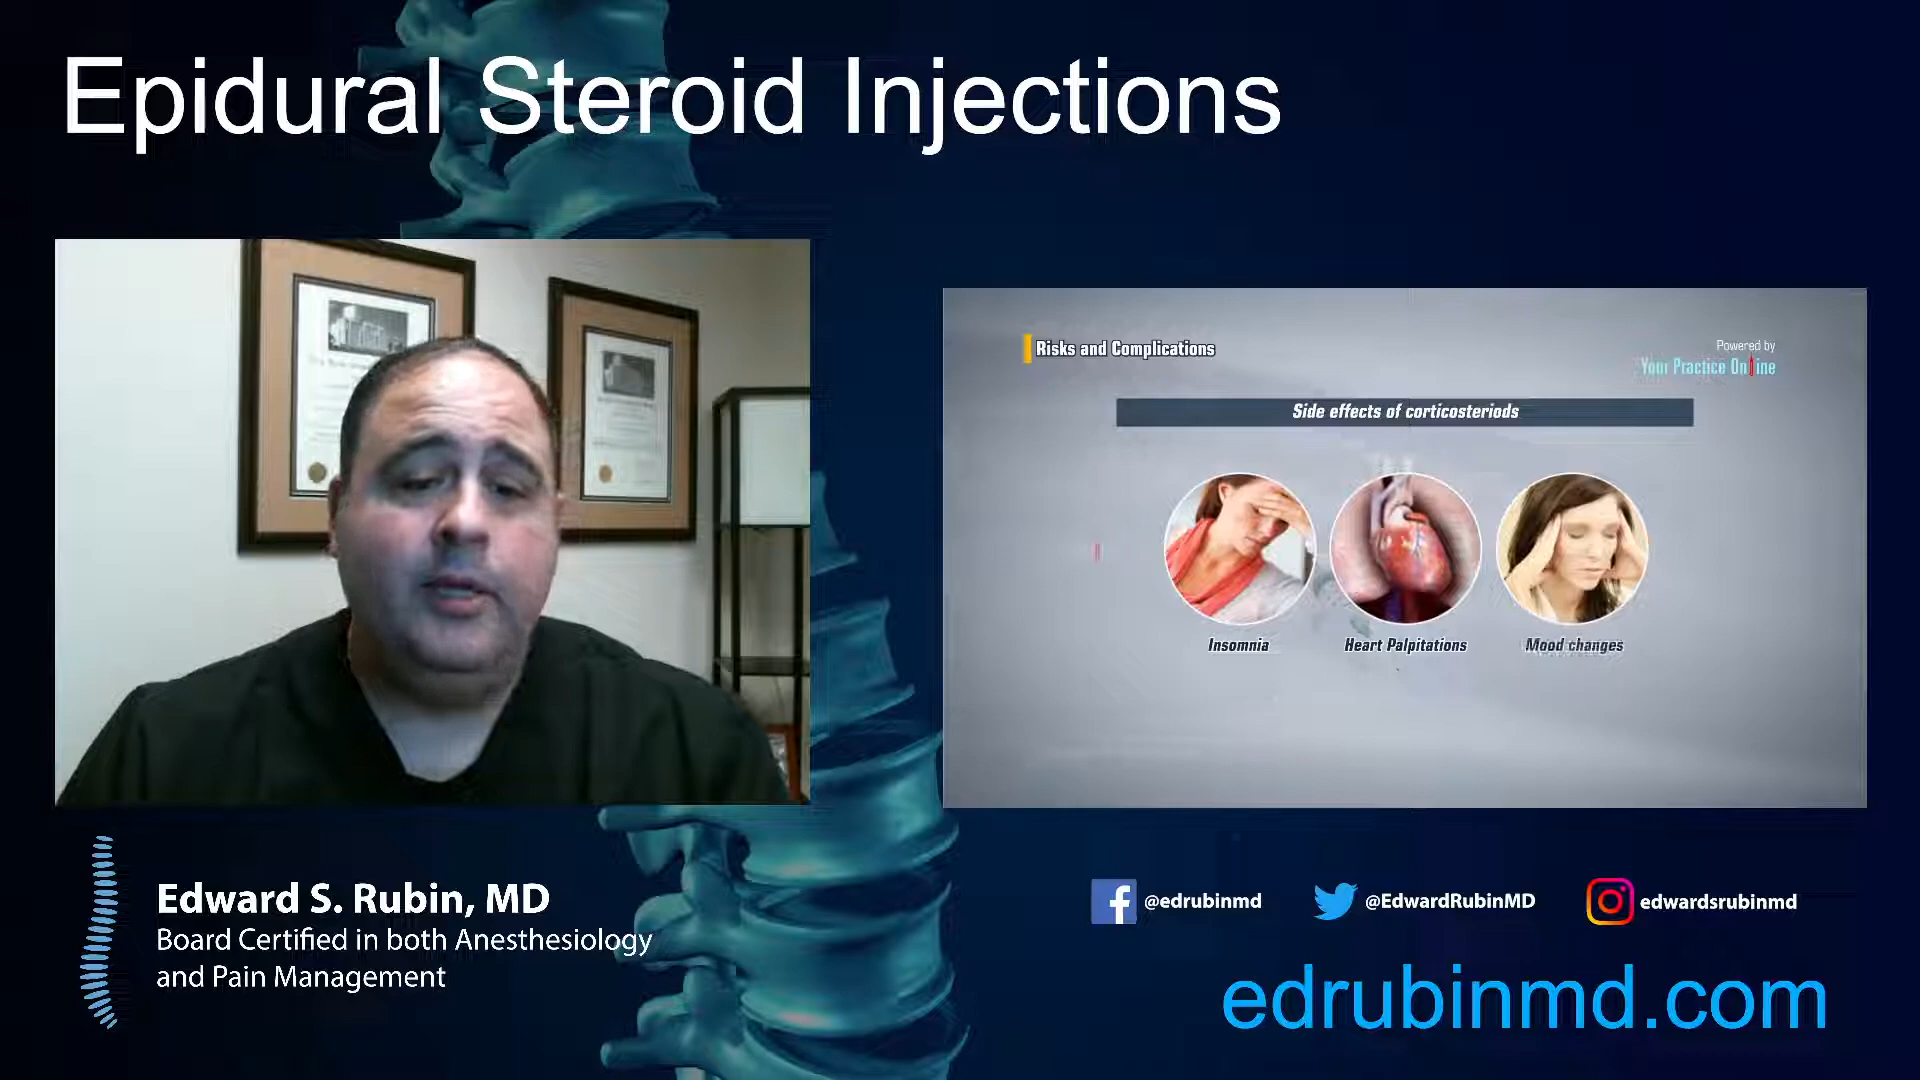 Epidural Steroid Injections
Risks and Complications
Powered by
Your Practice Online
Side effects of corticosteriods
Insomnia
Heart Palpitations
Mood changes
Edward S. Rubin, MD
Board Certified in both Anesthesiology
and Pain Management
@edrubinmd
@EdwardRubinMD
edwardsrubinmd
edrubinmd.com